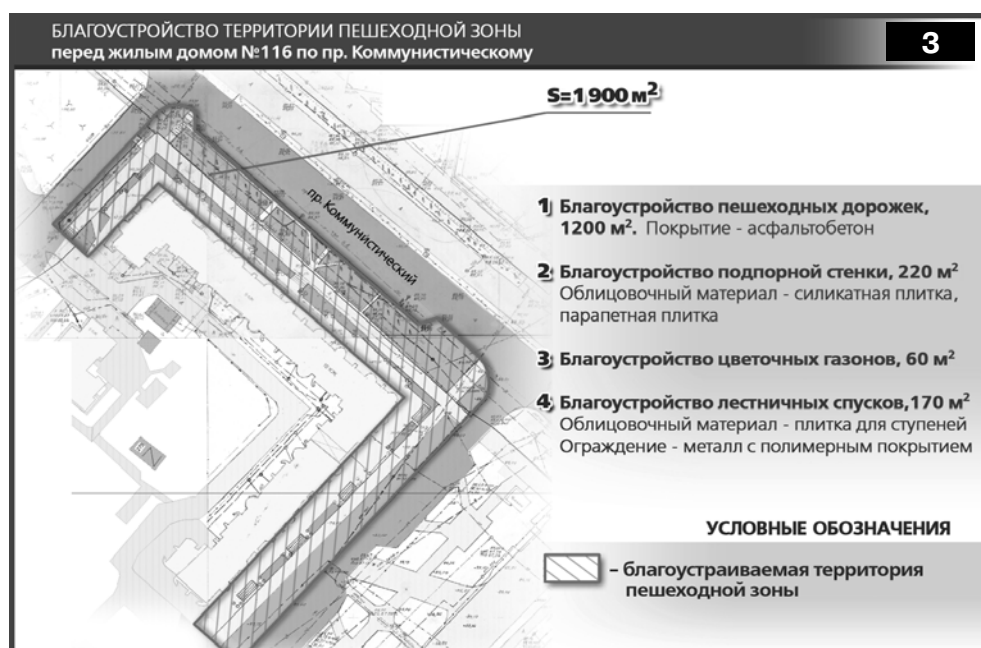 БЛАГОУСТРОЙСТВО ТЕРРИТОРИИ ПЕШЕХОДНОЙ ЗОНЫ
перед жилым домом №116 по пр. Коммунистическому
3
S=1 900 м²
пр. Коммунистический
1 Благоустройство пешеходных дорожек,
1200 м². Покрытие - асфальтобетон
2 Благоустройство подпорной стенки, 220 м²
Облицовочный материал - силикатная плитка,
парапетная плитка
3 Благоустройство цветочных газонов, 60 м²
4 Благоустройство лестничных спусков,170 м²
Облицовочный материал - плитка для ступеней
Ограждение - металл с полимерным покрытием
УСЛОВНЫЕ ОБОЗНАЧЕНИЯ
– благоустраиваемая территория
пешеходной зоны